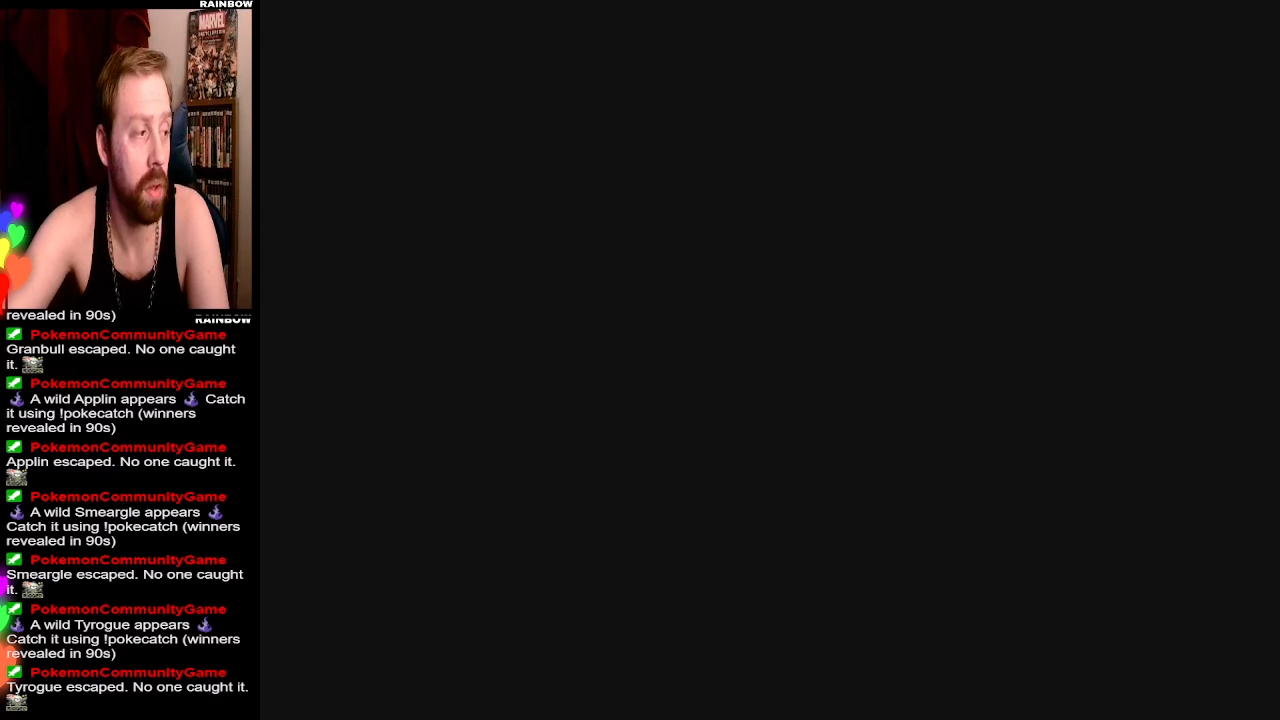 RAINBOW
MARVEL
ENCYCLOPEDIA
revealed in 90s)
RAINBOW
PokemonCommunityGame
Granbull escaped. No one caught
it.
PokemonCommunityGame
A wild Applin appears Catch
it using !pokecatch (winners
revealed in 90s)
PokemonCommunityGame
Applin escaped. No one caught it.
PokemonCommunityGame
A wild Smeargle appears
Catch it using !pokecatch (winners
revealed in 90s)
PokemonCommunityGame
Smeargle escaped. No one caught
it.
PokemonCommunityGame
A wild Tyrogue appears
Catch it using !pokecatch (winners
revealed in 90s)
PokemonCommunityGame
Tyrogue escaped. No one caught it.